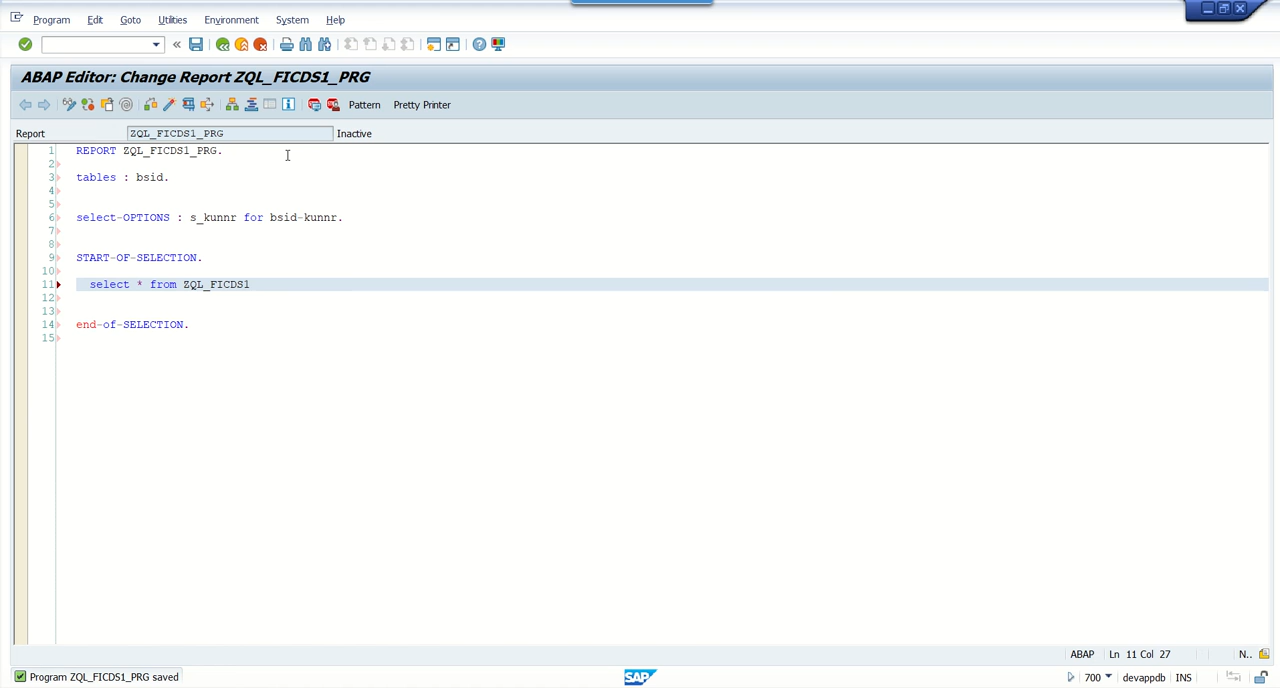 Program Edit Goto Utilities Environment System Help
ABAP Editor: Change Report ZQL_FICDS1_PRG
Pattern Pretty Printer
Report ZQL_FICDS1_PRG Inactive
1 REPORT ZQL_FICDS1_PRG.
2
3 tables : bsid.
4
5
6 select-OPTIONS : s_kunnr for bsid-kunnr.
7
8
9 START-OF-SELECTION.
10
11 select * from ZQL_FICDS1
12
13
14 end-of-SELECTION.
15
ABAP Ln 11 Col 27 N..
Program ZQL_FICDS1_PRG saved SAP 700 devappdb INS